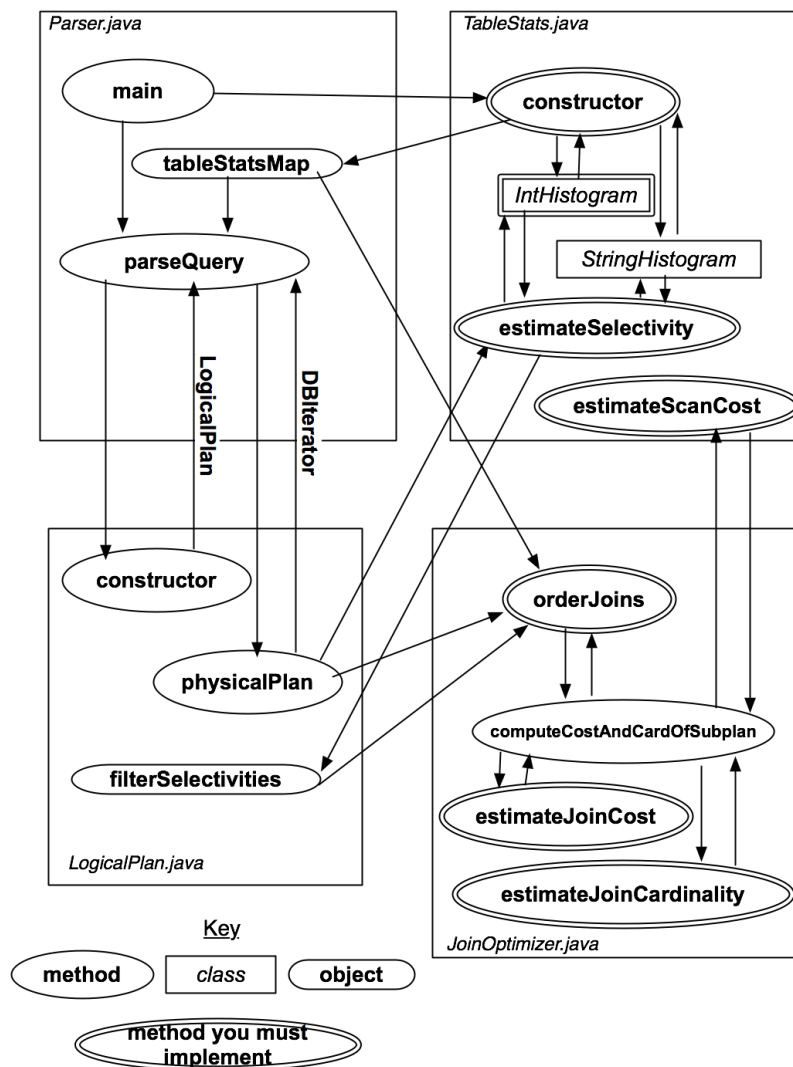 Parser.java
main
tableStatsMap
parseQuery
LogicalPlan
DBIterator
TableStats.java
constructor
IntHistogram
StringHistogram
estimateSelectivity
estimateScanCost
constructor
physicalPlan
filterSelectivities
LogicalPlan.java
orderJoins
computeCostAndCardOfSubplan
estimateJoinCost
estimateJoinCardinality
JoinOptimizer.java
Key
method
class
object
method you must
implement